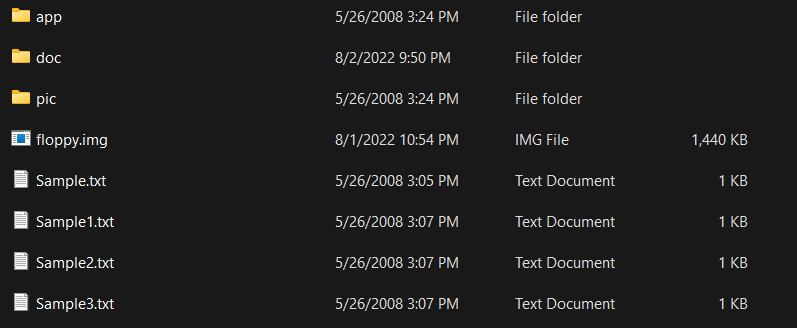 app 5/26/2008 3:24 PM File folder
doc 8/2/2022 9:50 PM File folder
pic 5/26/2008 3:24 PM File folder
floppy.img 8/1/2022 10:54 PM IMG File 1,440 KB
Sample.txt 5/26/2008 3:05 PM Text Document 1 KB
Sample1.txt 5/26/2008 3:07 PM Text Document 1 KB
Sample2.txt 5/26/2008 3:07 PM Text Document 1 KB
Sample3.txt 5/26/2008 3:07 PM Text Document 1 KB